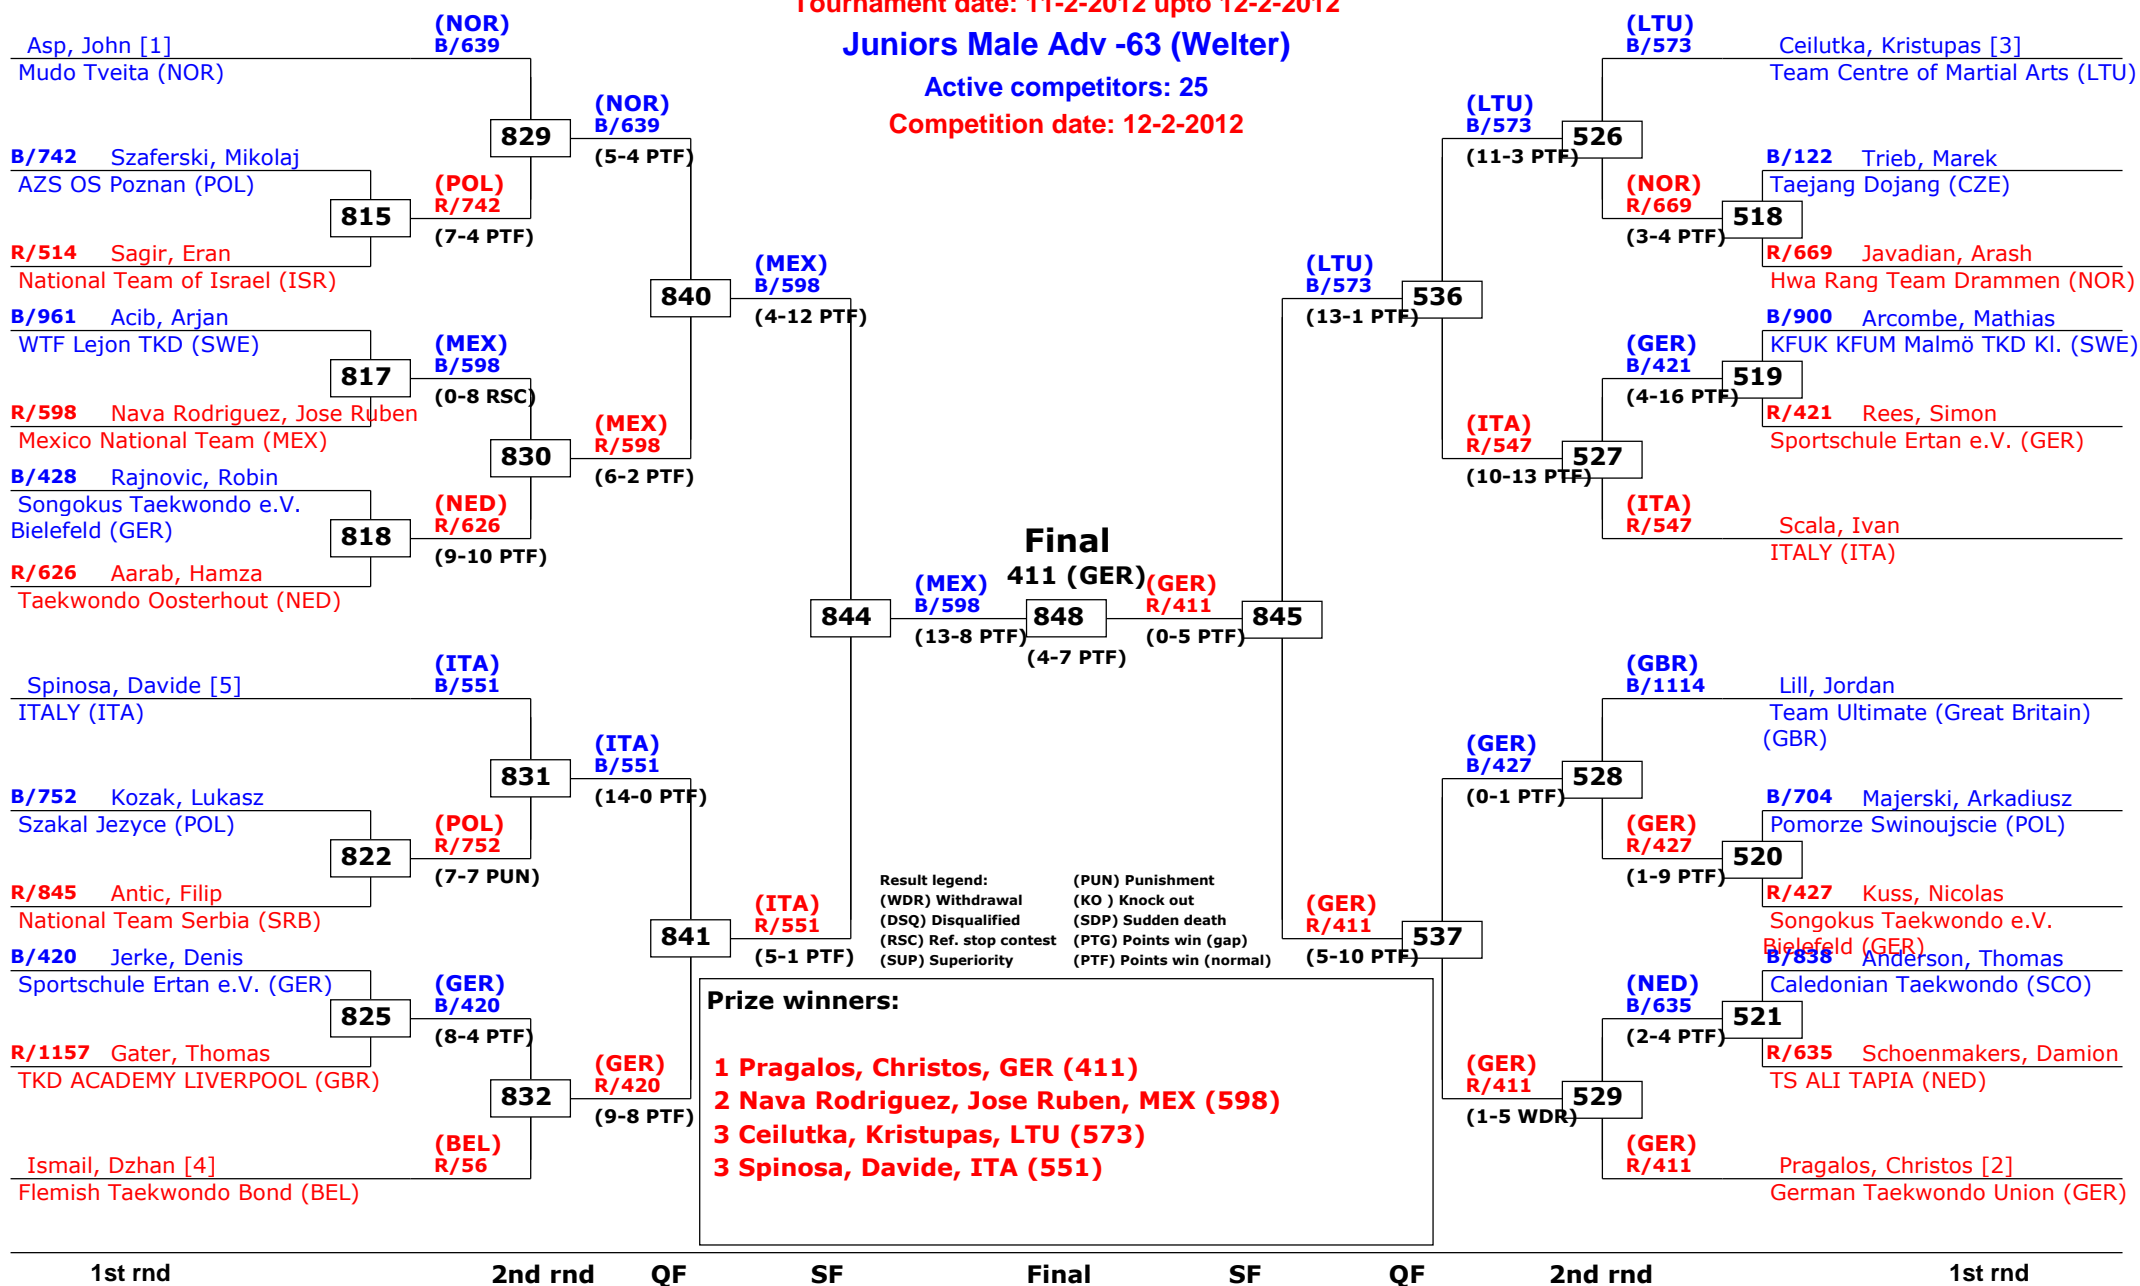 Tournament date: 11-2-2012 upto 12-2-2012
Juniors Male Adv -63 (Welter)
Active competitors: 25
Competition date: 12-2-2012
Asp, John [1]
Mudo Tveita (NOR)
(NOR)
B/639
B/742 Szaferski, Mikolaj
AZS OS Poznan (POL)
815
R/514 Sagir, Eran
National Team of Israel (ISR)
(POL)
R/742
(7-4 PTF)
829
(NOR)
B/639
(5-4 PTF)
B/961 Acib, Arjan
WTF Lejon TKD (SWE)
817
R/598 Nava Rodriguez, Jose Ruben
Mexico National Team (MEX)
(MEX)
B/598
(0-8 RSC)
B/428 Rajnovic, Robin
Songokus Taekwondo e.V.
Bielefeld (GER)
818
R/626 Aarab, Hamza
Taekwondo Oosterhout (NED)
(NED)
R/626
(9-10 PTF)
830
(MEX)
R/598
(6-2 PTF)
840
(MEX)
B/598
(4-12 PTF)
Spinosa, Davide [5]
ITALY (ITA)
(ITA)
B/551
B/752 Kozak, Lukasz
Szakal Jezyce (POL)
822
R/845 Antic, Filip
National Team Serbia (SRB)
(POL)
R/752
(7-7 PUN)
831
(ITA)
B/551
(14-0 PTF)
B/420 Jerke, Denis
Sportschule Ertan e.V. (GER)
825
R/1157 Gater, Thomas
TKD ACADEMY LIVERPOOL (GBR)
(GER)
B/420
(8-4 PTF)
Ismail, Dzhan [4]
Flemish Taekwondo Bond (BEL)
(BEL)
R/56
832
(GER)
R/420
(9-8 PTF)
841
(ITA)
R/551
(5-1 PTF)
844
(MEX)
B/598
(13-8 PTF)
Final
411 (GER)
848
(4-7 PTF)
(GER)
R/411
(0-5 PTF)
845
(LTU)
B/573
(13-1 PTF)
536
(LTU)
B/573
(11-3 PTF)
526
(LTU)
B/573
Ceilutka, Kristupas [3]
Team Centre of Martial Arts (LTU)
B/122 Trieb, Marek
Taejang Dojang (CZE)
(NOR)
R/669
(3-4 PTF)
518
R/669 Javadian, Arash
Hwa Rang Team Drammen (NOR)
B/900 Arcombe, Mathias
KFUK KFUM Malmö TKD Kl. (SWE)
(GER)
B/421
(4-16 PTF)
519
R/421 Rees, Simon
Sportschule Ertan e.V. (GER)
(ITA)
R/547
(10-13 PTF)
527
(ITA)
R/547
Scala, Ivan
ITALY (ITA)
(GBR)
B/1114
Lill, Jordan
Team Ultimate (Great Britain)
(GBR)
(GER)
B/427
(0-1 PTF)
528
B/704 Majerski, Arkadiusz
Pomorze Swinoujscie (POL)
(GER)
R/427
(1-9 PTF)
520
R/427 Kuss, Nicolas
Songokus Taekwondo e.V.
Bielefeld (GER)
(GER)
R/411
(5-10 PTF)
537
B/838 Anderson, Thomas
Caledonian Taekwondo (SCO)
(NED)
B/635
(2-4 PTF)
521
R/635 Schoenmakers, Damion
TS ALI TAPIA (NED)
(GER)
R/411
(1-5 WDR)
529
(GER)
R/411
Pragalos, Christos [2]
German Taekwondo Union (GER)
Result legend:
(WDR) Withdrawal
(DSQ) Disqualified
(RSC) Ref. stop contest
(SUP) Superiority
(PUN) Punishment
(KO ) Knock out
(SDP) Sudden death
(PTG) Points win (gap)
(PTF) Points win (normal)
Prize winners:
1 Pragalos, Christos, GER (411)
2 Nava Rodriguez, Jose Ruben, MEX (598)
3 Ceilutka, Kristupas, LTU (573)
3 Spinosa, Davide, ITA (551)
1st rnd 2nd rnd QF SF Final SF QF 2nd rnd 1st rnd